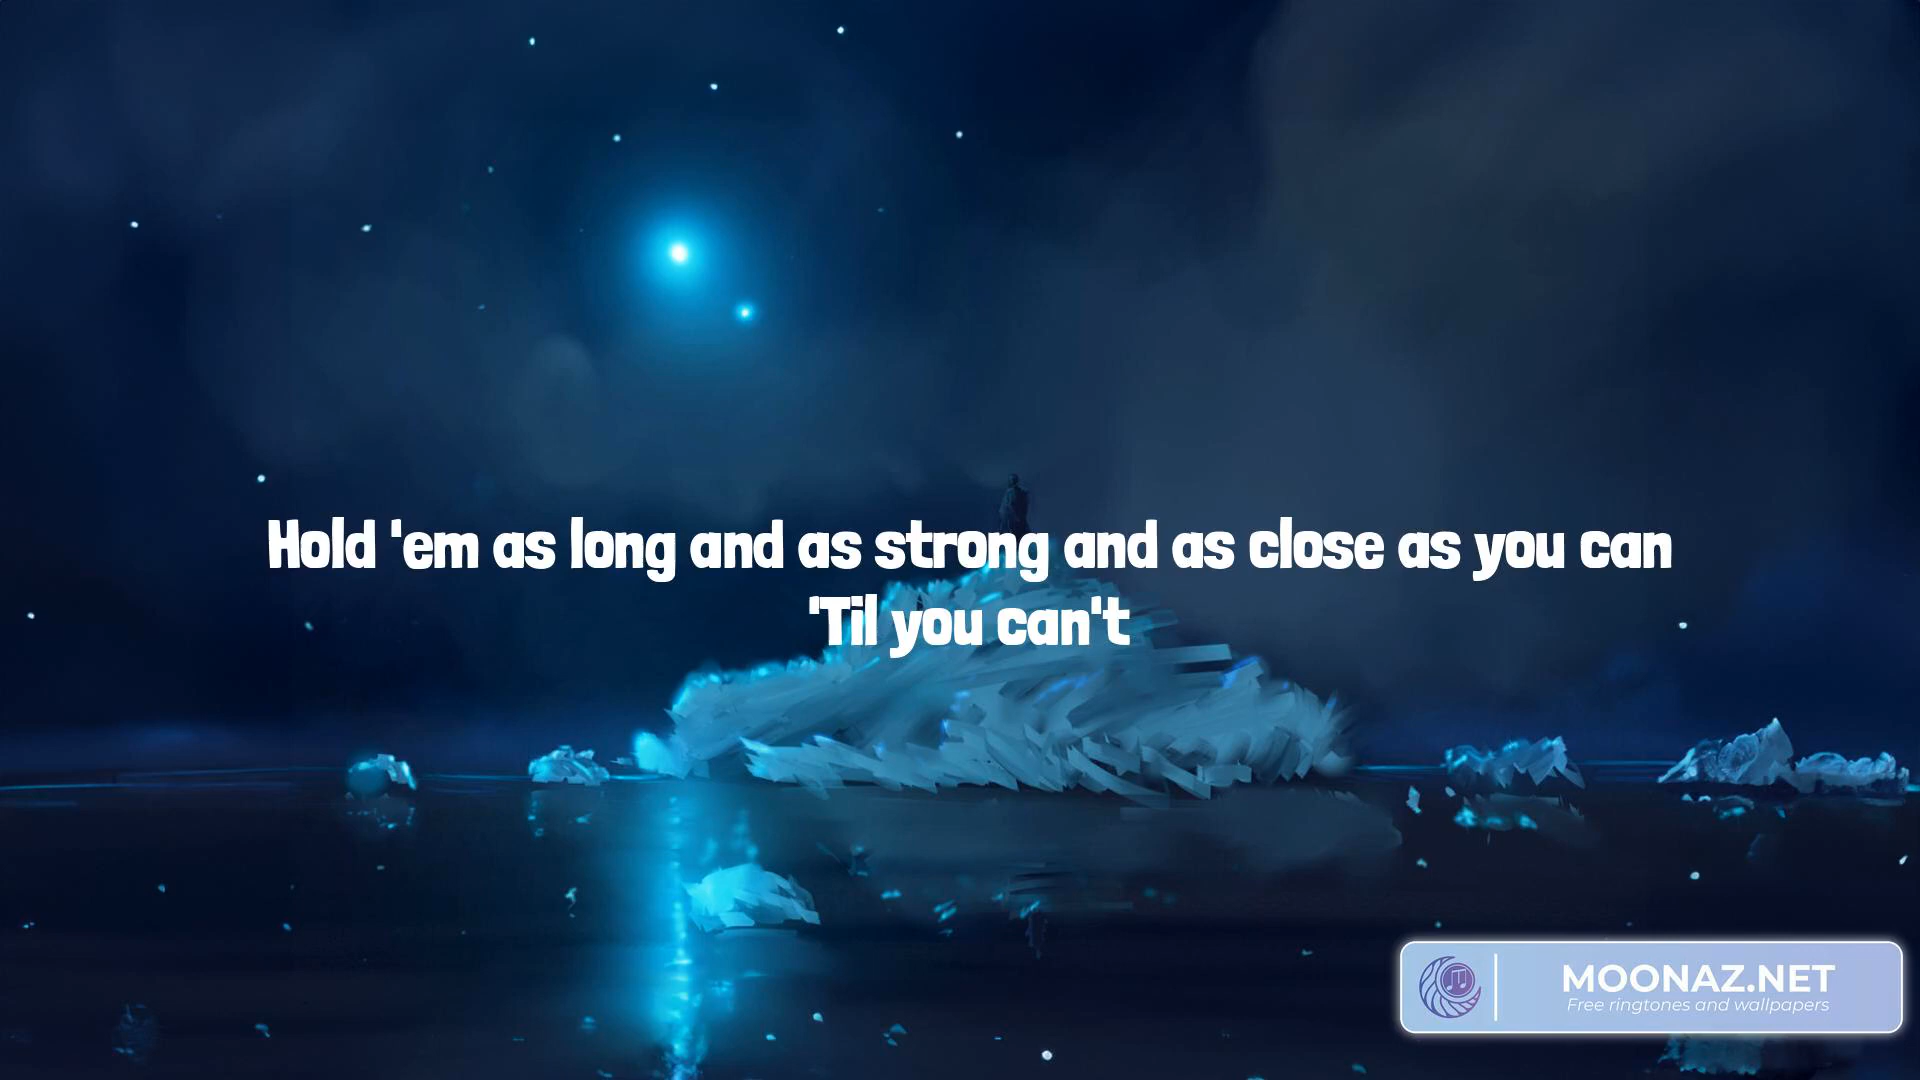 Hold 'em as long and as strong and as close as you can
'Til you can't
MOONAZ.NET
Free ringtones and wallpapers